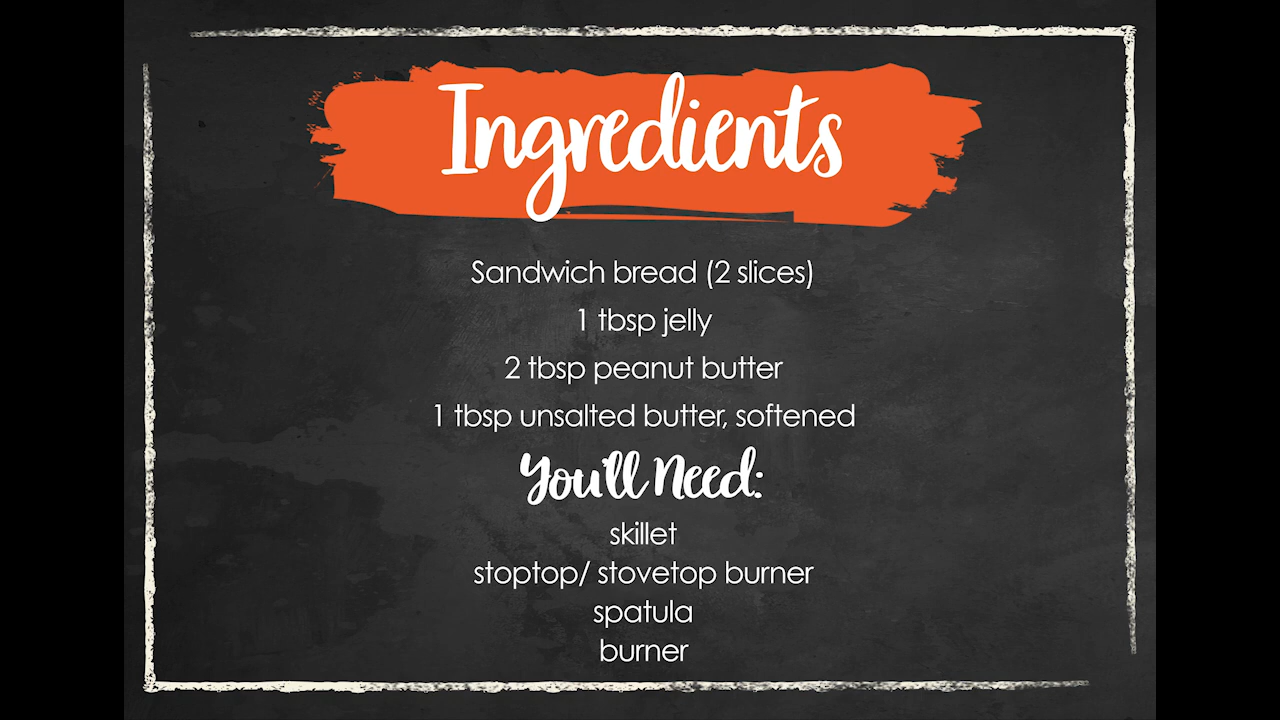 Ingredients
Sandwich bread (2 slices)
1 tbsp jelly
2 tbsp peanut butter
1 tbsp unsalted butter, softened
You'll Need:
skillet
stoptop/ stovetop burner
spatula
burner